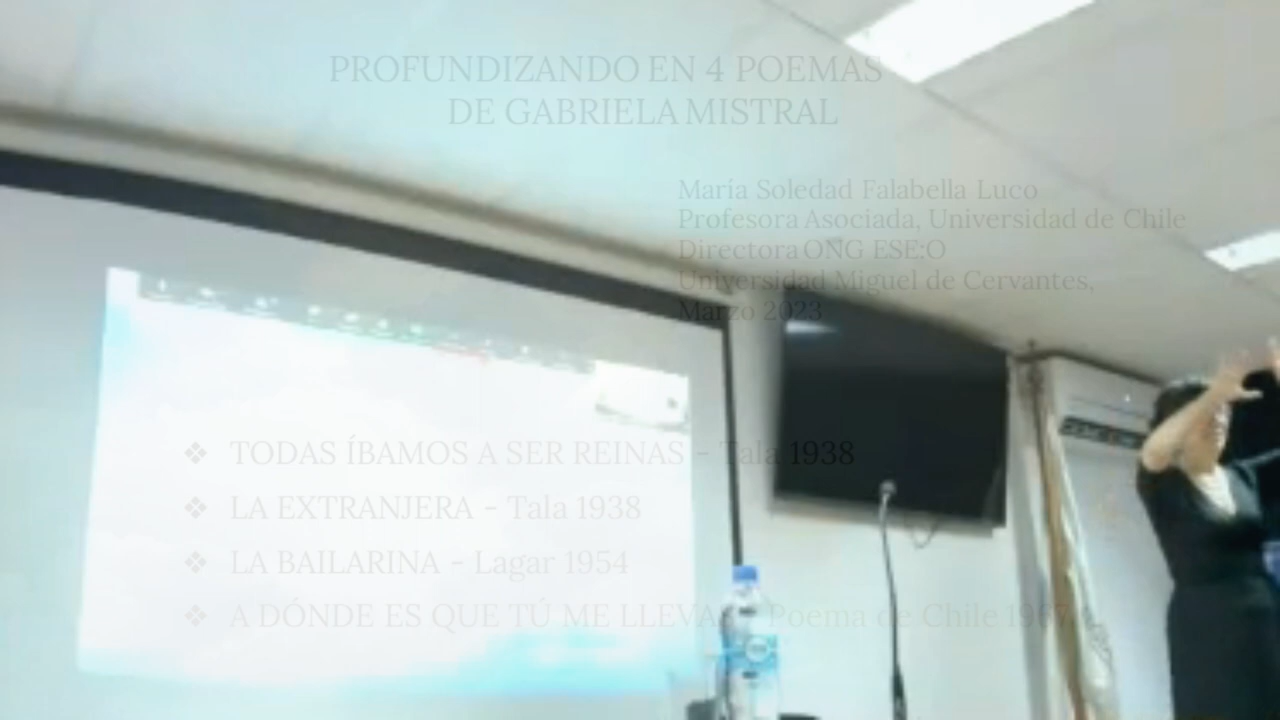 PROFUNDIZANDO EN 4 POEMAS
DE GABRIELA MISTRAL
María Soledad Falabella Luco
Profesora Asociada, Universidad de Chile
Directora ONG ESE:O
Universidad Miguel de Cervantes,
Marzo 2023
❖ TODAS ÍBAMOS A SER REINAS - Tala 1938
❖ LA EXTRANJERA - Tala 1938
❖ LA BAILARINA - Lagar 1954
❖ A DÓNDE ES QUE TÚ ME Poema de Chile